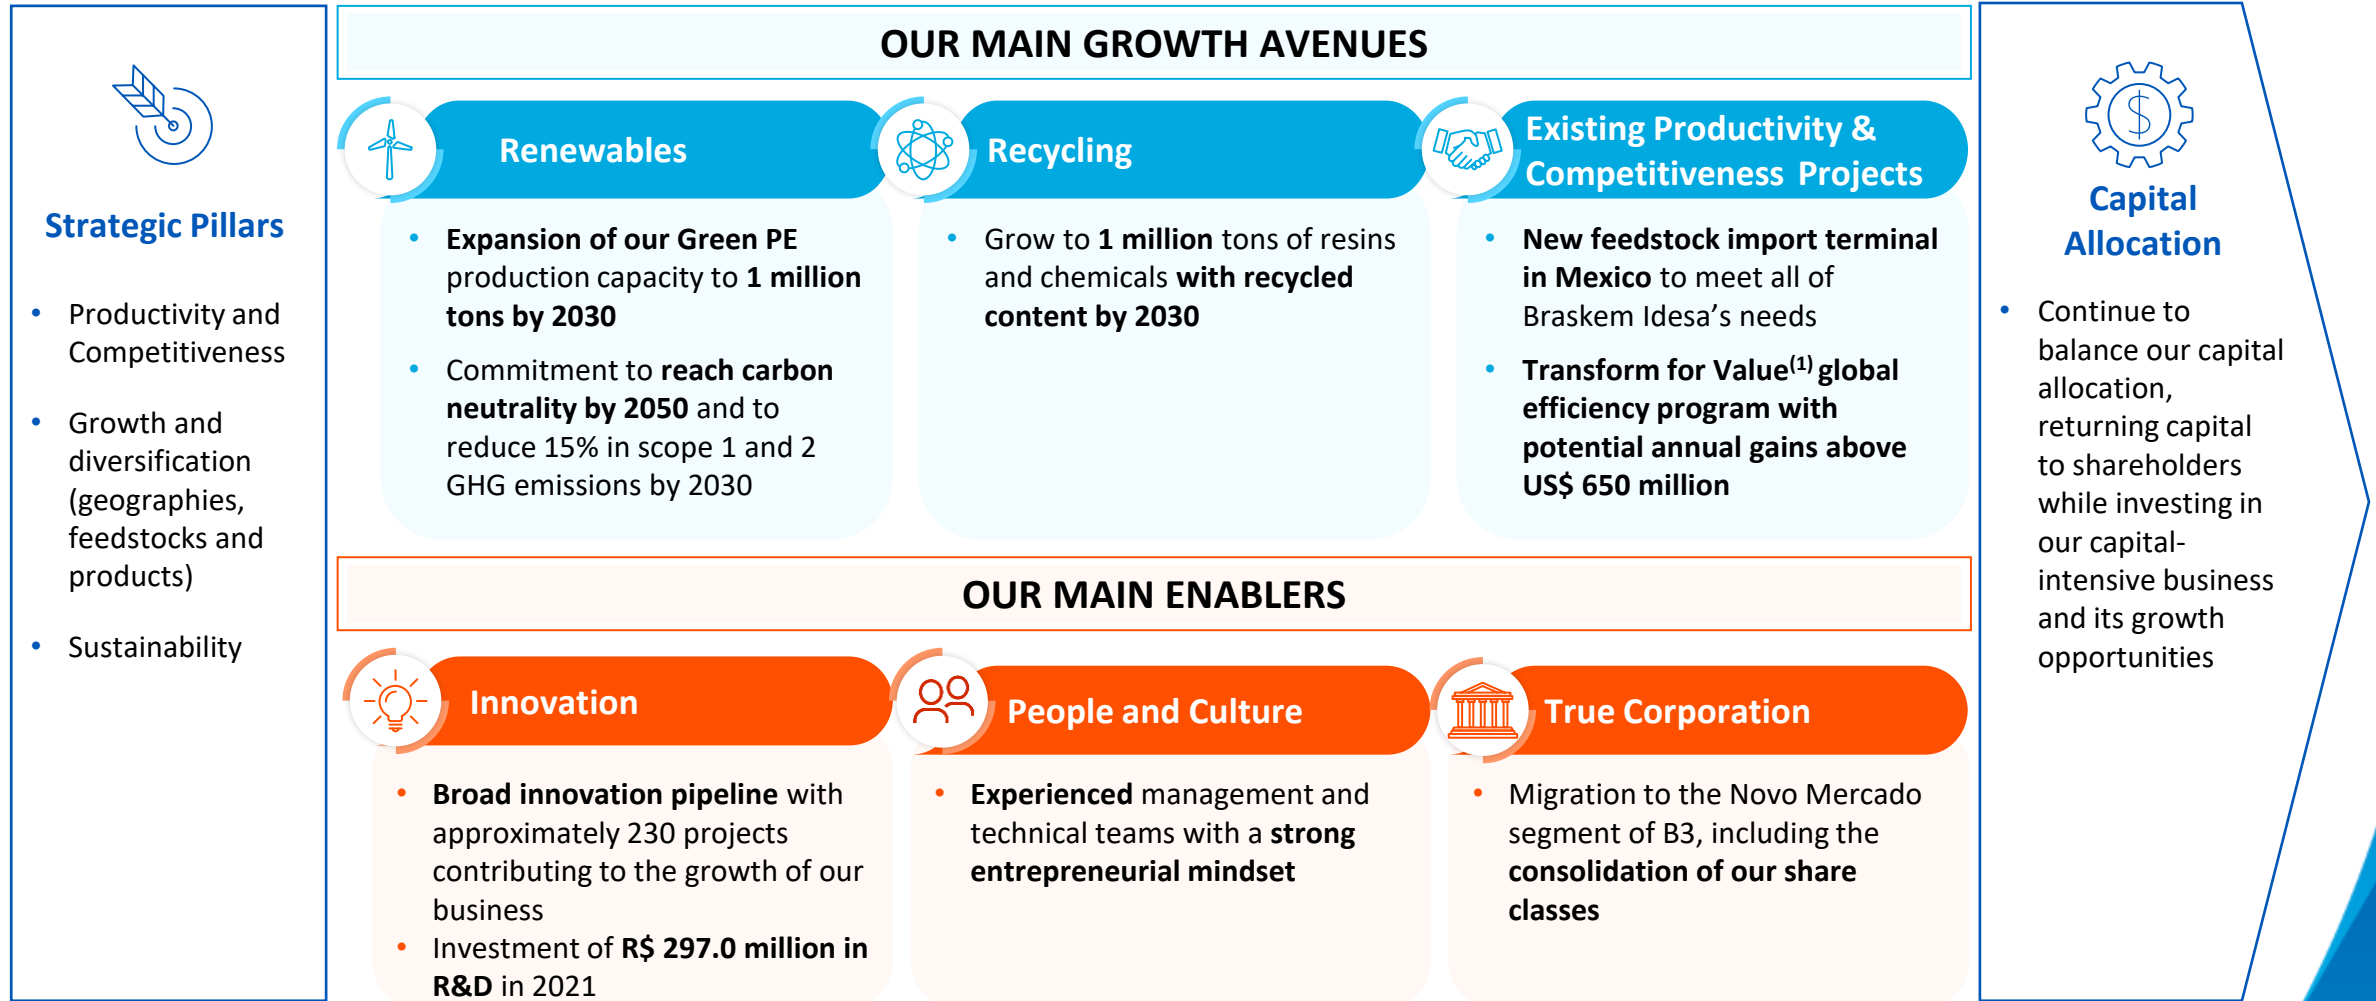 Strategic Pillars
• Productivity and
Competitiveness
• Growth and
diversification
(geographies,
feedstocks and
products)
• Sustainability
OUR MAIN GROWTH AVENUES
Renewables
• Expansion of our Green PE
production capacity to 1 million
tons by 2030
• Commitment to reach carbon
neutrality by 2050 and to
reduce 15% in scope 1 and 2
GHG emissions by 2030
Recycling
• Grow to 1 million tons of resins
and chemicals with recycled
content by 2030
Existing Productivity &
Competitiveness Projects
• New feedstock import terminal
in Mexico to meet all of
Braskem Idesa’s needs
• Transform for Value(1) global
efficiency program with
potential annual gains above
US$ 650 million
OUR MAIN ENABLERS
Innovation
• Broad innovation pipeline with
approximately 230 projects
contributing to the growth of our
business
• Investment of R$ 297.0 million in
R&D in 2021
People and Culture
• Experienced management and
technical teams with a strong
entrepreneurial mindset
True Corporation
• Migration to the Novo Mercado
segment of B3, including the
consolidation of our share
classes
$
Capital
Allocation
• Continue to
balance our capital
allocation,
returning capital
to shareholders
while investing in
our capital-
intensive business
and its growth
opportunities